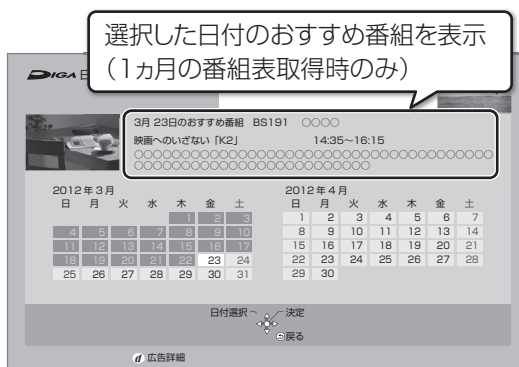 選択した日付のおすすめ番組を表示
（1ヵ月の番組表取得時のみ）
DIGA 日
3月 23日のおすすめ番組 BS191 ○○○○
映画へのいざない「K2」 14:35～16:15
○○○○○○○○○○○○○○○○○○○○○○○○○○○○○○○○○○
○○○○○○○○○○○○○○○○○○○○○○
2012年3月
日 月 火 水 木 金 土
1 2 3
4 5 6 7 8 9 10
11 12 13 14 15 16 17
18 19 20 21 22 23 24
25 26 27 28 29 30 31
2012年4月
日 月 火 水 木 金 土
1 2 3 4 5 6 7
8 9 10 11 12 13 14
15 16 17 18 19 20 21
22 23 24 25 26 27 28
29 30
日付選択 決定
戻る
d 広告詳細